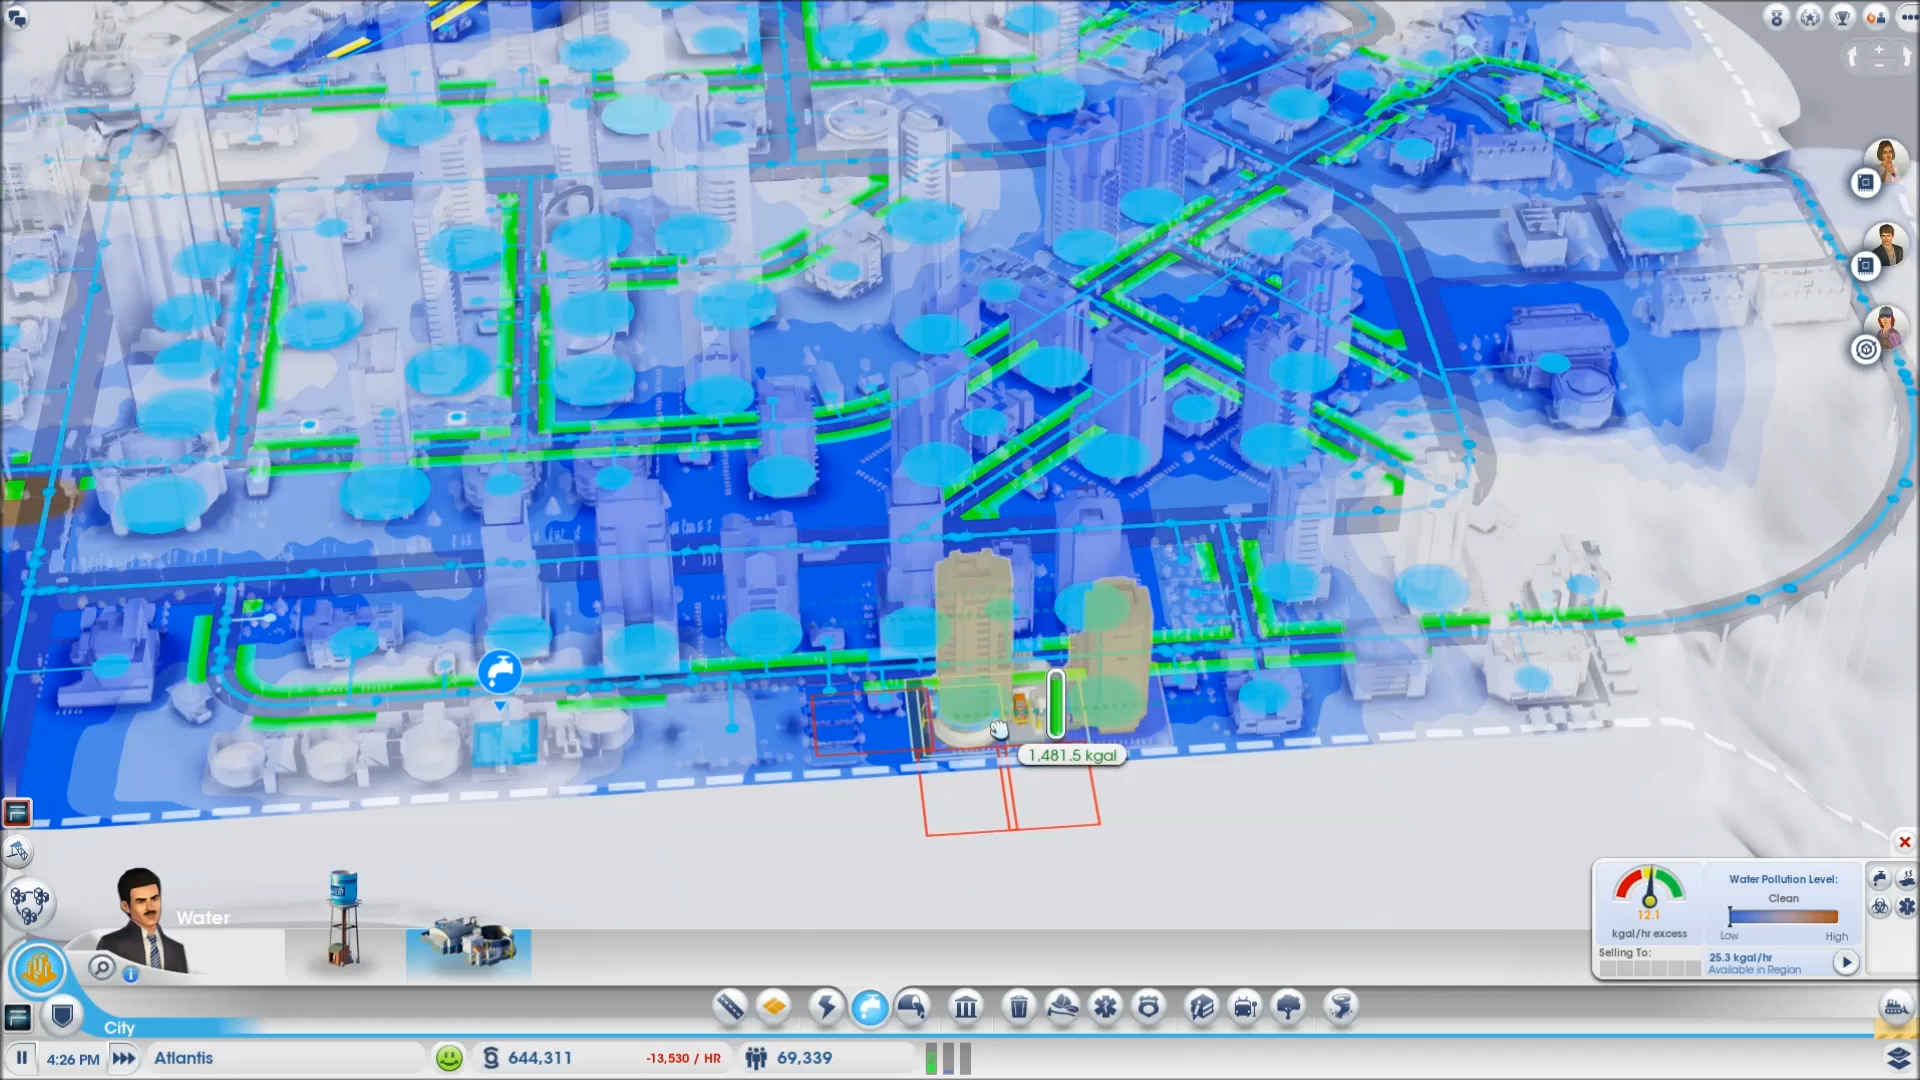 1,481.5 kgal
Water
12.1
kgal/hr excess
Selling To:
Water Pollution Level:
Clean
Low
High
25.3 kgal/hr
Available in Region
City
4:26 PM
Atlantis
644,311
-13,530 / HR
69,339